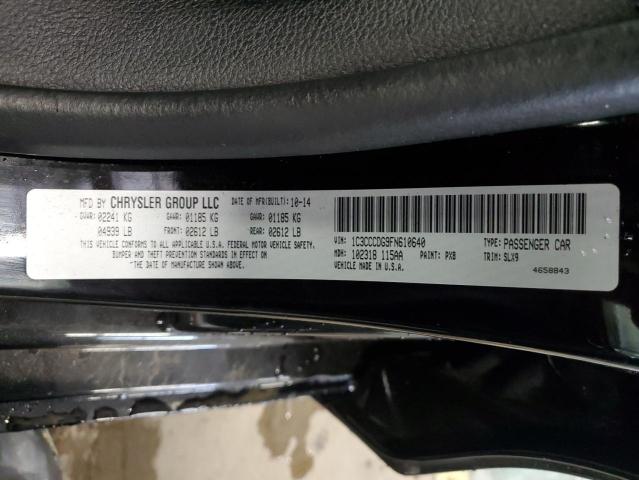 MFD BY CHRYSLER GROUP LLC DATE OF MFR(BUILT): 10-14
GVWR: 02241 KG GAWR: 01185 KG GAWR: 01185 KG
04939 LB FRONT: 02612 LB REAR: 02612 LB
THIS VEHICLE CONFORMS TO ALL APPLICABLE U.S.A. FEDERAL MOTOR VEHICLE SAFETY,
BUMPER AND THEFT PREVENTION STANDARDS IN EFFECT ON
"THE DATE OF MANUFACTURE SHOWN ABOVE"
VIN: 1C3CCCDG9FN610640 TYPE: PASSENGER CAR
MDH: 102318 115AA PAINT: PX8 TRIM: SLX9
VEHICLE MADE IN U.S.A.
4658843